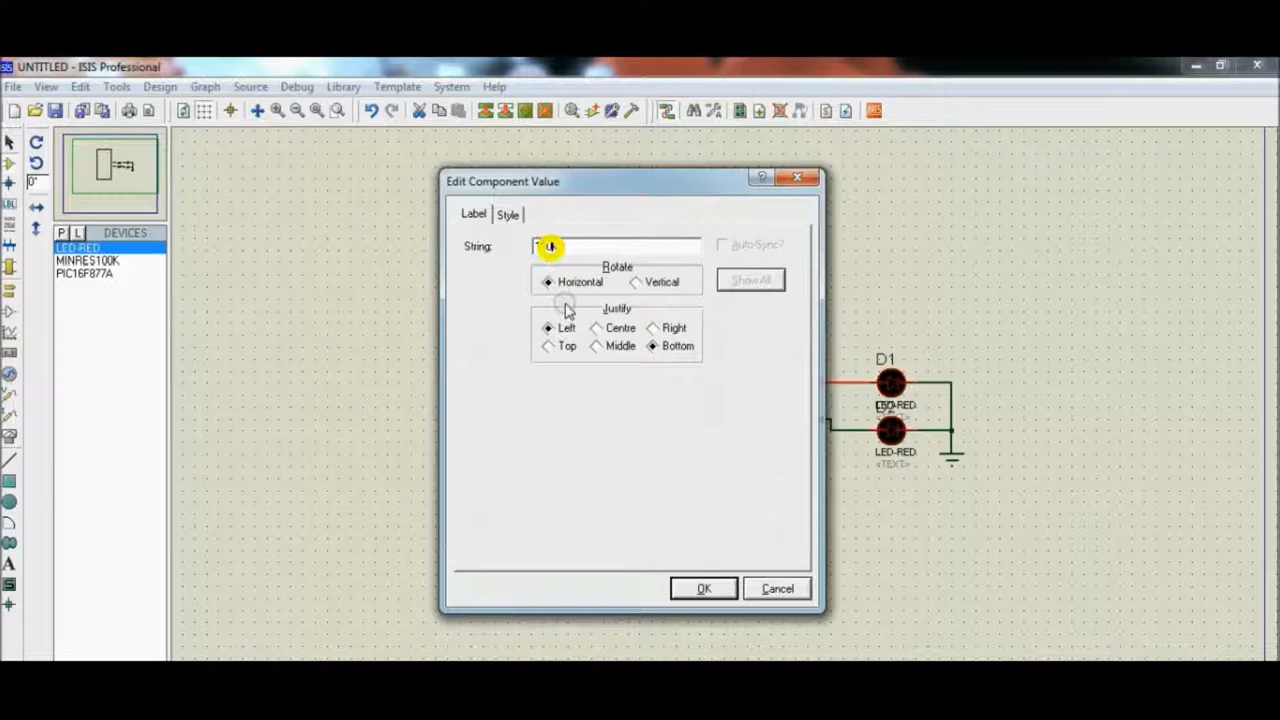 UNTITLED - ISIS Professional
File View Edit Tools Design Graph Source Debug Library Template System Help
0°
LBL
P L DEVICES
LED-RED
MINRES100K
PIC16F877A
A
S
Edit Component Value
Label Style
String:
Auto-Sync?
Rotate
Horizontal Vertical
Show All
Justify
Left Centre Right
Top Middle Bottom
OK Cancel
D1
LED-RED
LED-RED
<TEXT>